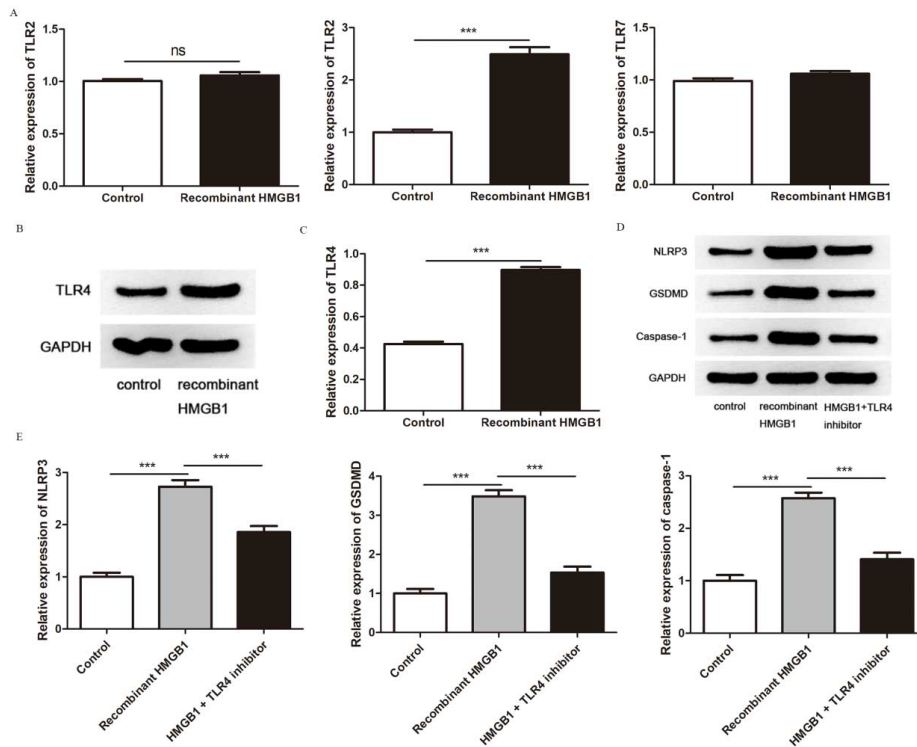 A
Relative expression of TLR2
1.5
1.0
0.5
0.0
ns
Control
Recombinant HMGB1
Relative expression of TLR2
3
2
1
0
***
Control
Recombinant HMGB1
Relative expression of TLR7
1.5
1.0
0.5
0.0
Control
Recombinant HMGB1
B
TLR4
GAPDH
control
recombinant
HMGB1
C
Relative expression of TLR4
1.0
0.8
0.6
0.4
0.2
0.0
***
Control
Recombinant HMGB1
D
NLRP3
GSDMD
Caspase-1
GAPDH
control
recombinant
HMGB1
HMGB1+TLR4
inhibitor
E
Relative expression of NLRP3
3
2
1
0
***
***
Control
Recombinant HMGB1
HMGB1 + TLR4 inhibitor
Relative expression of GSDMD
4
3
2
1
0
***
***
Control
Recombinant HMGB1
HMGB1 + TLR4 inhibitor
Relative expression of caspase-1
3
2
1
0
***
***
Control
Recombinant HMGB1
HMGB1 + TLR4 inhibitor